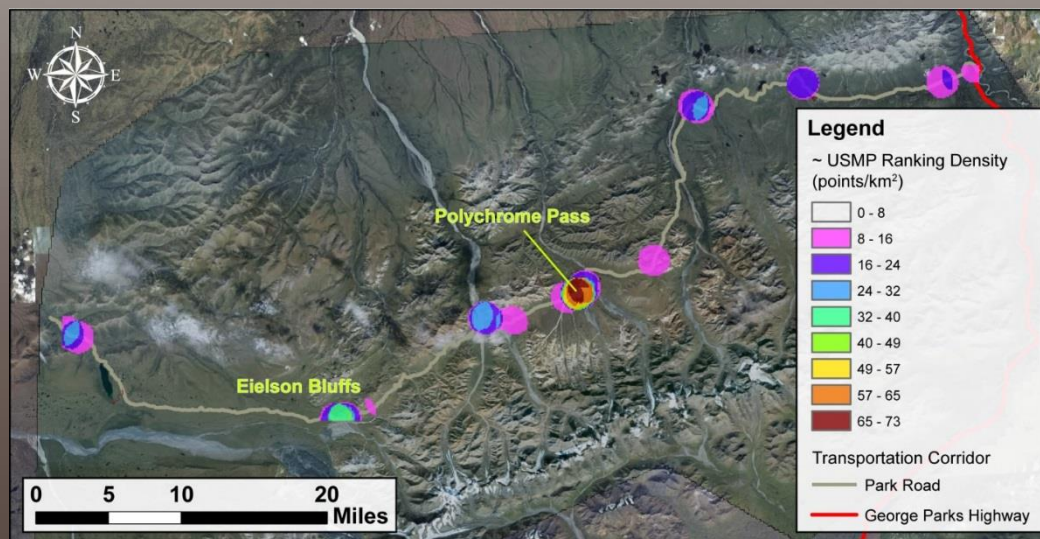 N
W E
S
Polychrome Pass
Eielson Bluffs
0 5 10 20
Miles
Legend
~ USMP Ranking Density
(points/km²)
0 - 8
8 - 16
16 - 24
24 - 32
32 - 40
40 - 49
49 - 57
57 - 65
65 - 73
Transportation Corridor
Park Road
George Parks Highway